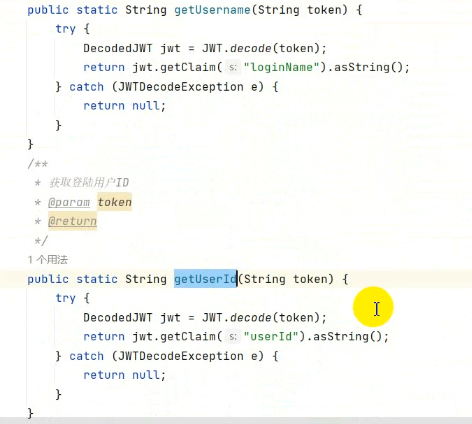 public static String getUsername(String token) {
try {
DecodedJWT jwt = JWT.decode(token);
return jwt.getClaim( s: "loginName").asString();
} catch (JWTDecodeException e) {
return null;
}
}
/**
* 获取登陆用户ID
* @param token
* @return
*/
1 个用法
public static String getUserId(String token) {
try {
DecodedJWT jwt = JWT.decode(token);
return jwt.getClaim( s: "userId").asString();
} catch (JWTDecodeException e) {
return null;
}
}